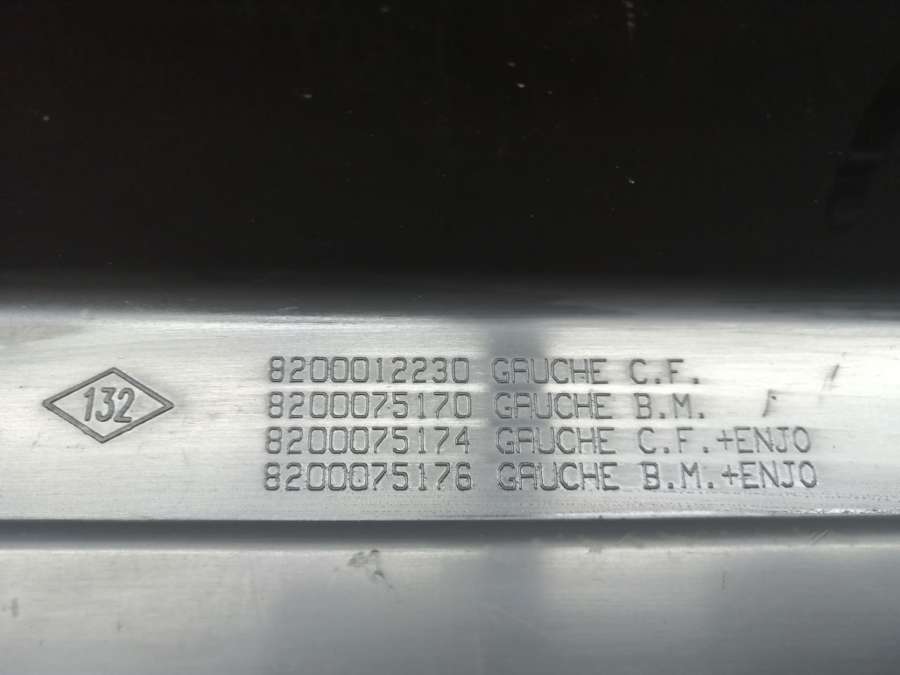 132
8200012230 GAUCHE C.F.
8200075170 GAUCHE B.M.
8200075174 GAUCHE C.F.+ENJO
8200075176 GAUCHE B.M.+ENJO